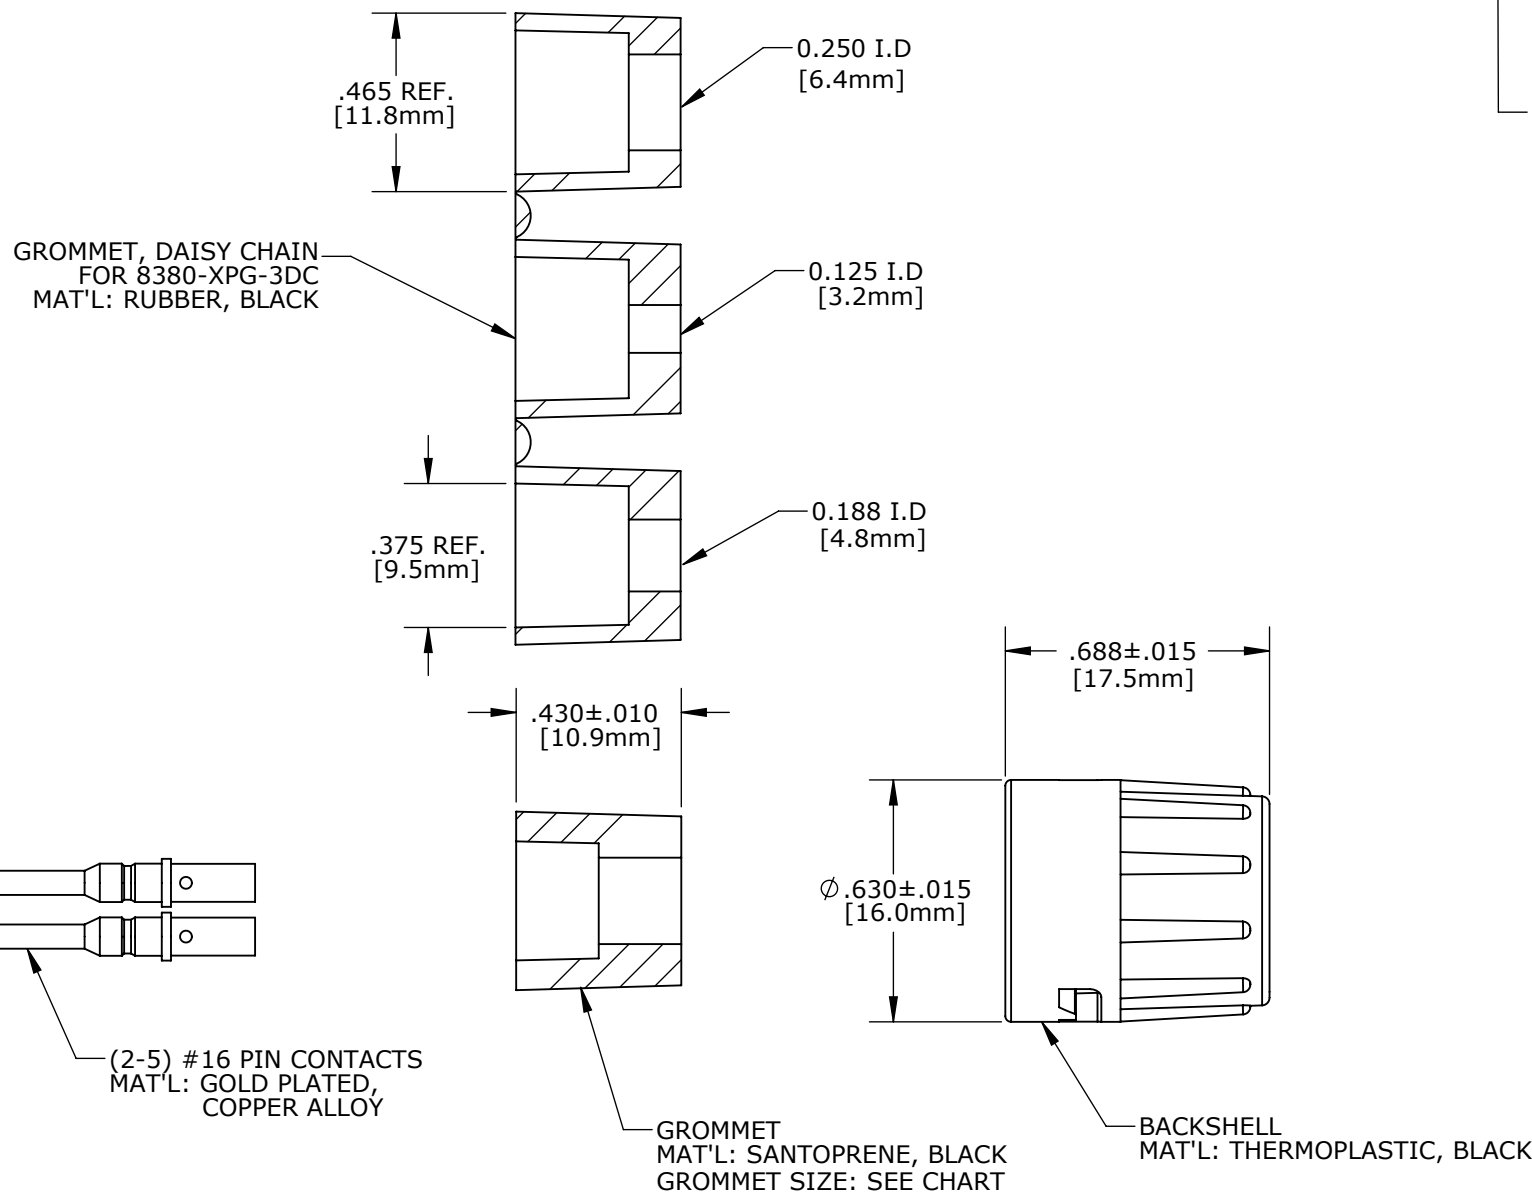 0.250 I.D
[6.4mm]
.465 REF.
[11.8mm]
GROMMET, DAISY CHAIN
FOR 8380-XPG-3DC
MAT'L: RUBBER, BLACK
0.125 I.D
[3.2mm]
0.188 I.D
[4.8mm]
.375 REF.
[9.5mm]
.688±.015
[17.5mm]
.430±.010
[10.9mm]
∅.630±.015
[16.0mm]
(2-5) #16 PIN CONTACTS
MAT'L: GOLD PLATED,
COPPER ALLOY
GROMMET
MAT'L: SANTOPRENE, BLACK
GROMMET SIZE: SEE CHART
BACKSHELL
MAT'L: THERMOPLASTIC, BLACK